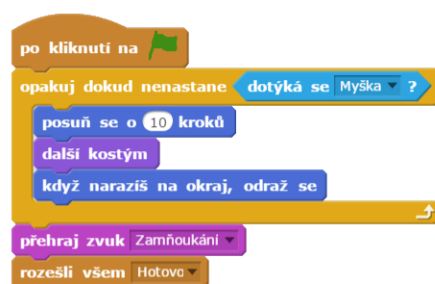 po kliknutí na
opakuj dokud nenastane dotýká se Myška ?
posuň se o 10 kroků
další kostým
když narazíš na okraj, odraž se
přehraj zvuk Zamňoukání
rozešli všem Hotovo